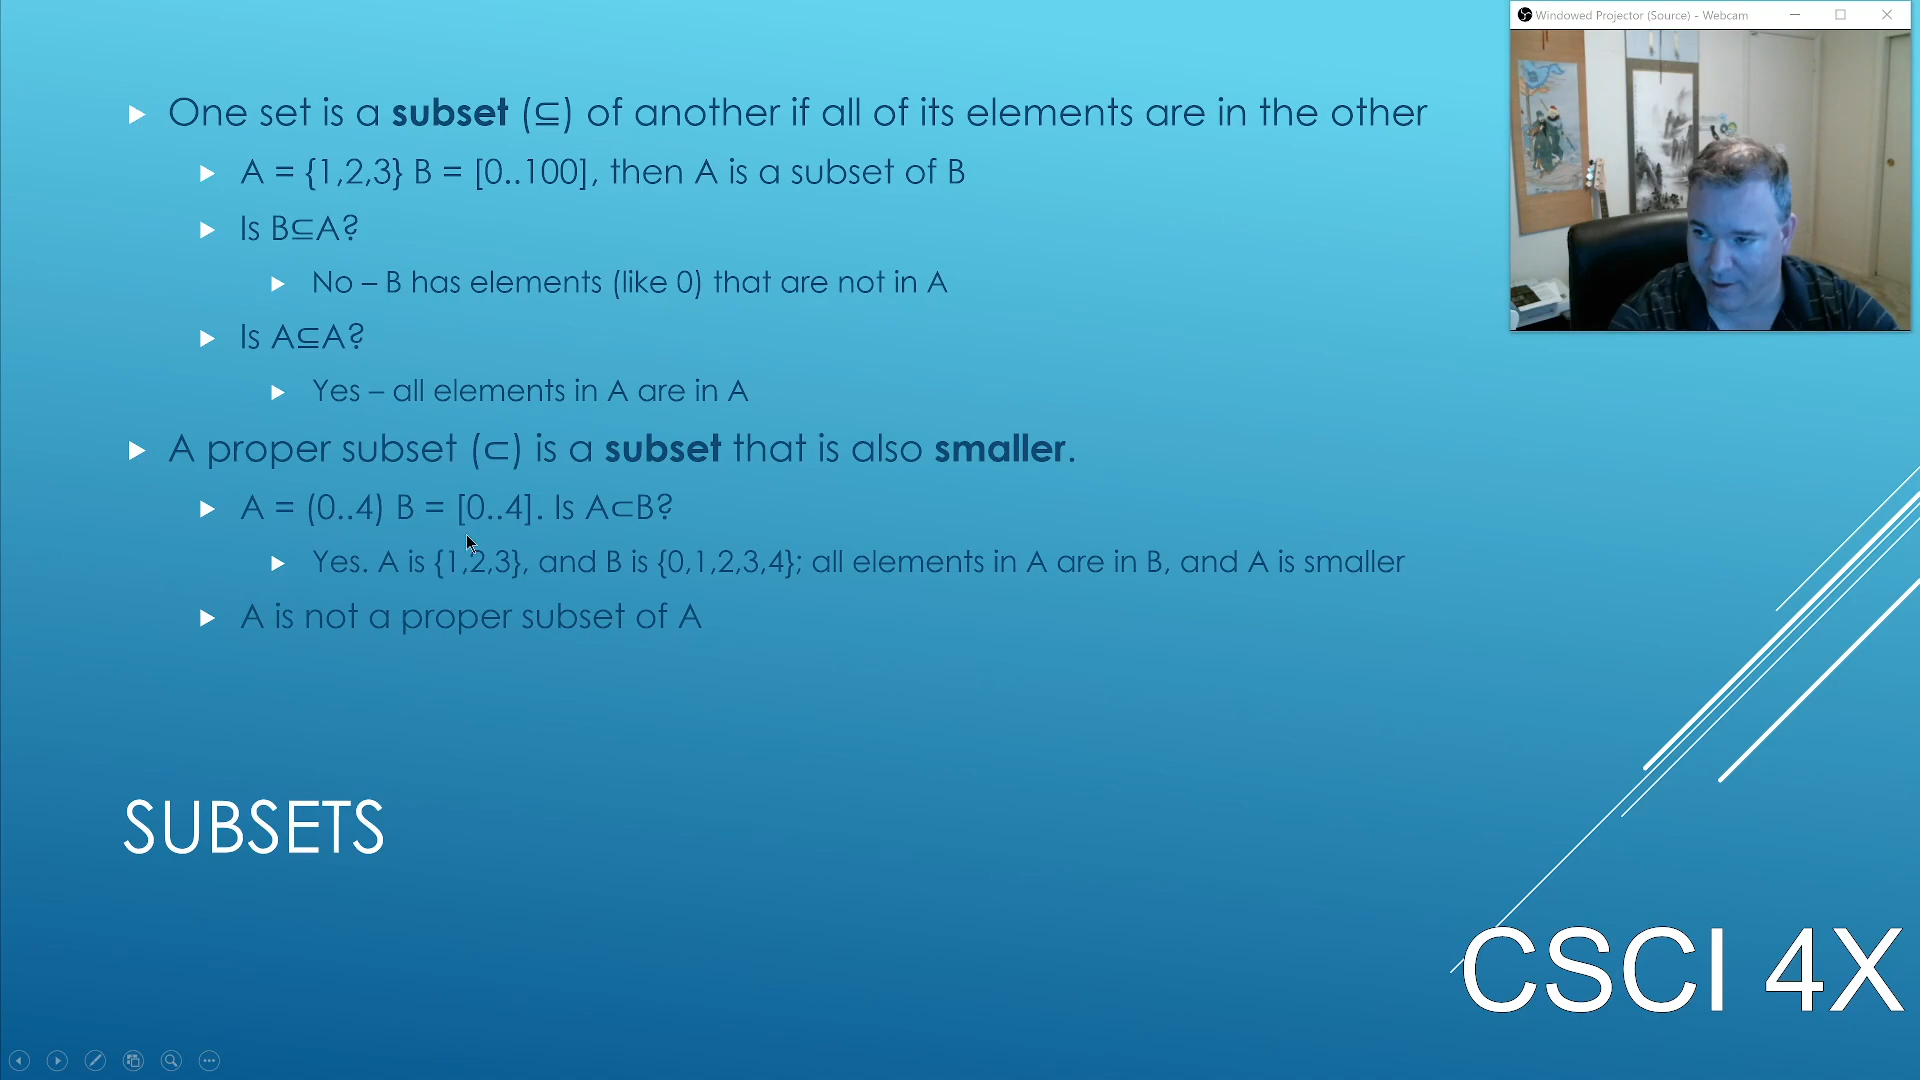 Windowed Projector (Source) - Webcam
One set is a subset (⊆) of another if all of its elements are in the other
A = {1,2,3} B = [0..100], then A is a subset of B
Is B⊆A?
No – B has elements (like 0) that are not in A
Is A⊆A?
Yes – all elements in A are in A
A proper subset (⊂) is a subset that is also smaller.
A = (0..4) B = [0..4]. Is A⊂B?
Yes. A is {1,2,3}, and B is {0,1,2,3,4}; all elements in A are in B, and A is smaller
A is not a proper subset of A
SUBSETS
CSCI 4X